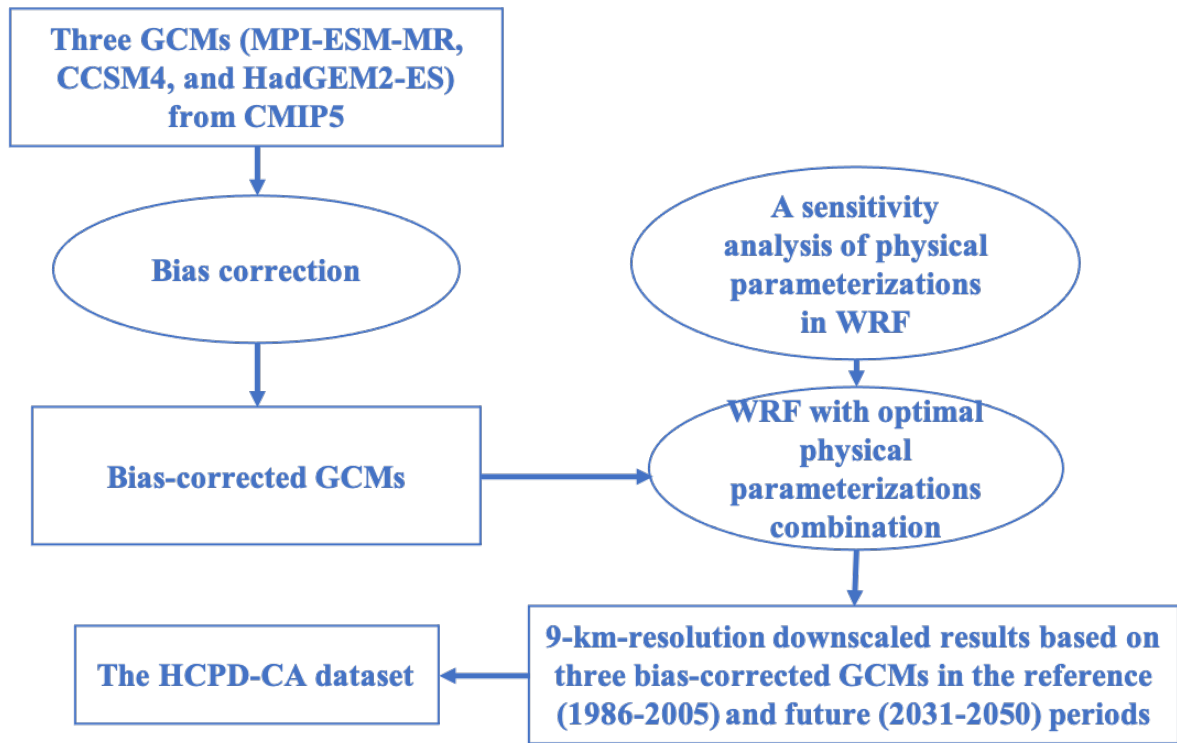 Three GCMs (MPI-ESM-MR,
CCSM4, and HadGEM2-ES)
from CMIP5
Bias correction
A sensitivity
analysis of physical
parameterizations
in WRF
Bias-corrected GCMs
WRF with optimal
physical
parameterizations
combination
9-km-resolution downscaled results based on
three bias-corrected GCMs in the reference
(1986-2005) and future (2031-2050) periods
The HCPD-CA dataset